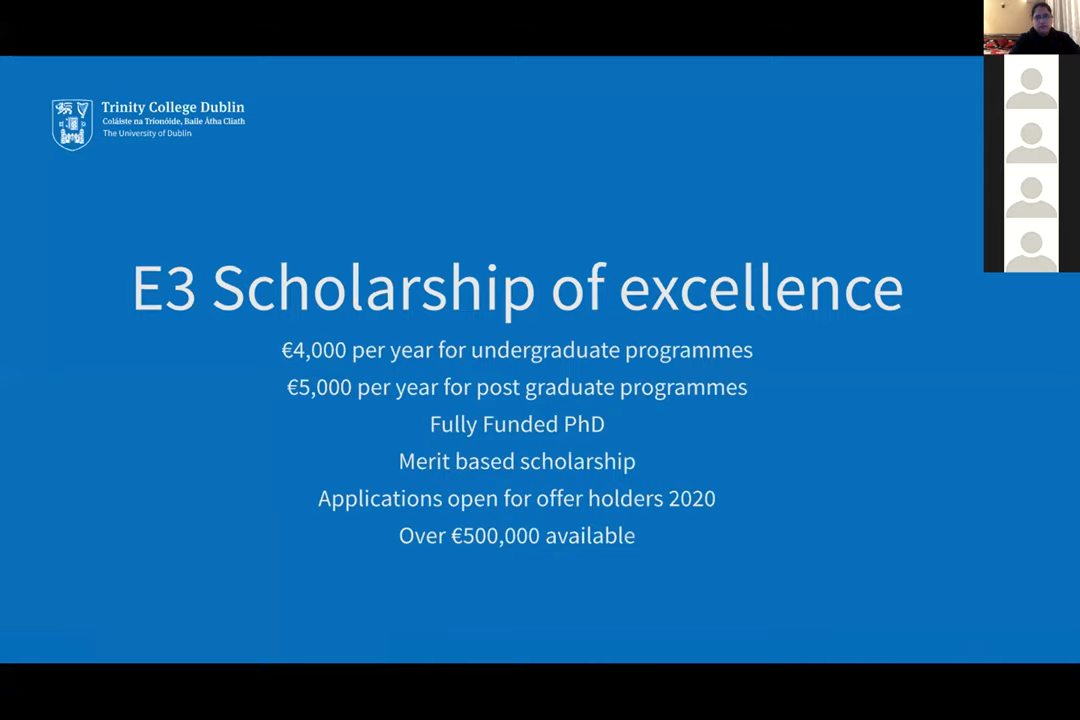 Trinity College Dublin
Coláiste na Tríonóide, Baile Átha Cliath
The University of Dublin
E3 Scholarship of excellence
€4,000 per year for undergraduate programmes
€5,000 per year for post graduate programmes
Fully Funded PhD
Merit based scholarship
Applications open for offer holders 2020
Over €500,000 available